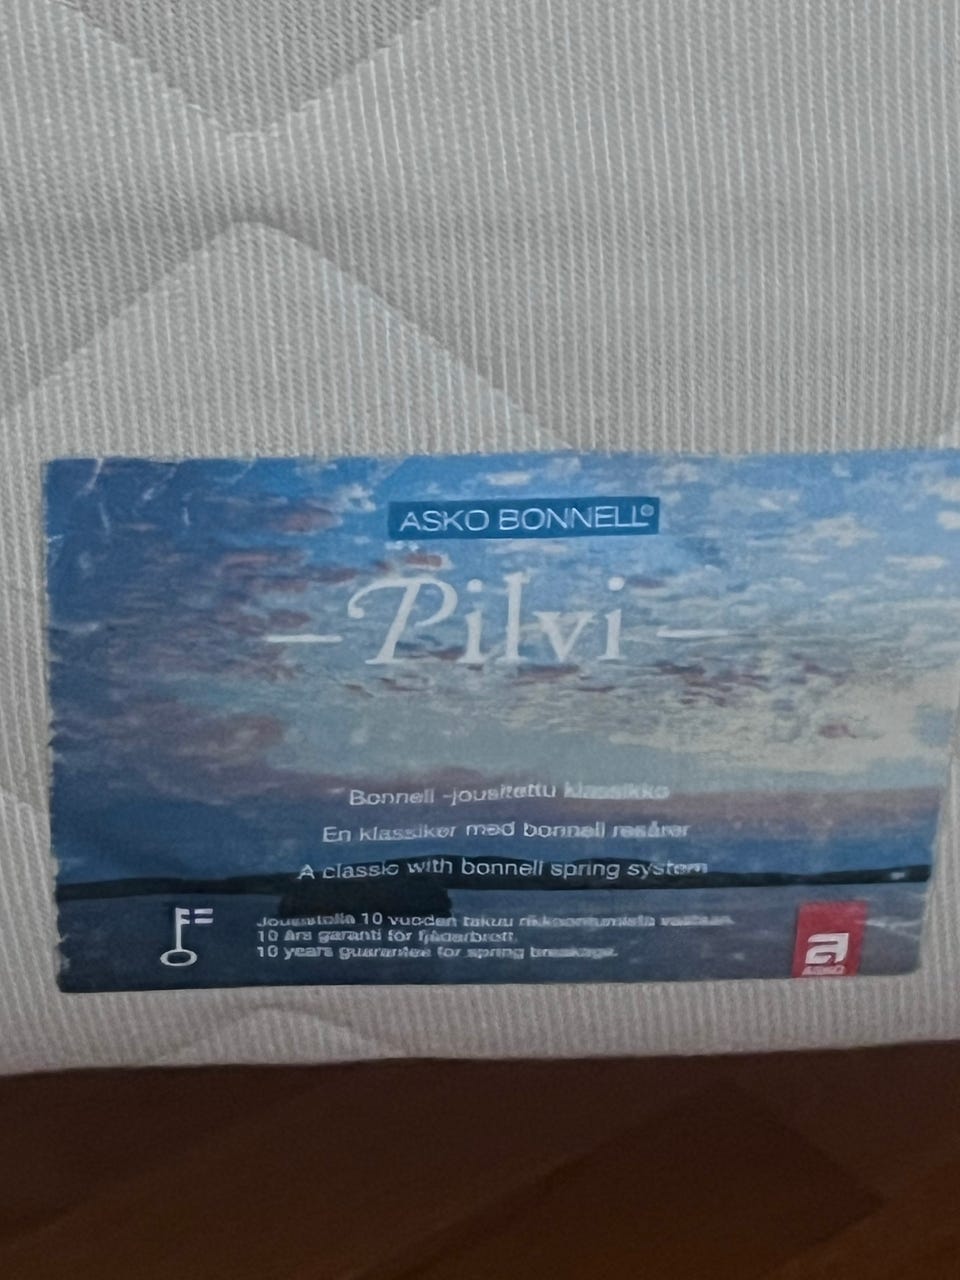 ASKO BONNELL®
— Pilvi —
Bonnell -jousitettu klassikko
En klassiker med bonnell resårer
A classic with bonnell spring system
Jousistolla 10 vuoden takuu rikkoontumista vastaan.
10 års garanti för fjäderbrott.
10 years guarantee for spring breakage.
a
ASKO